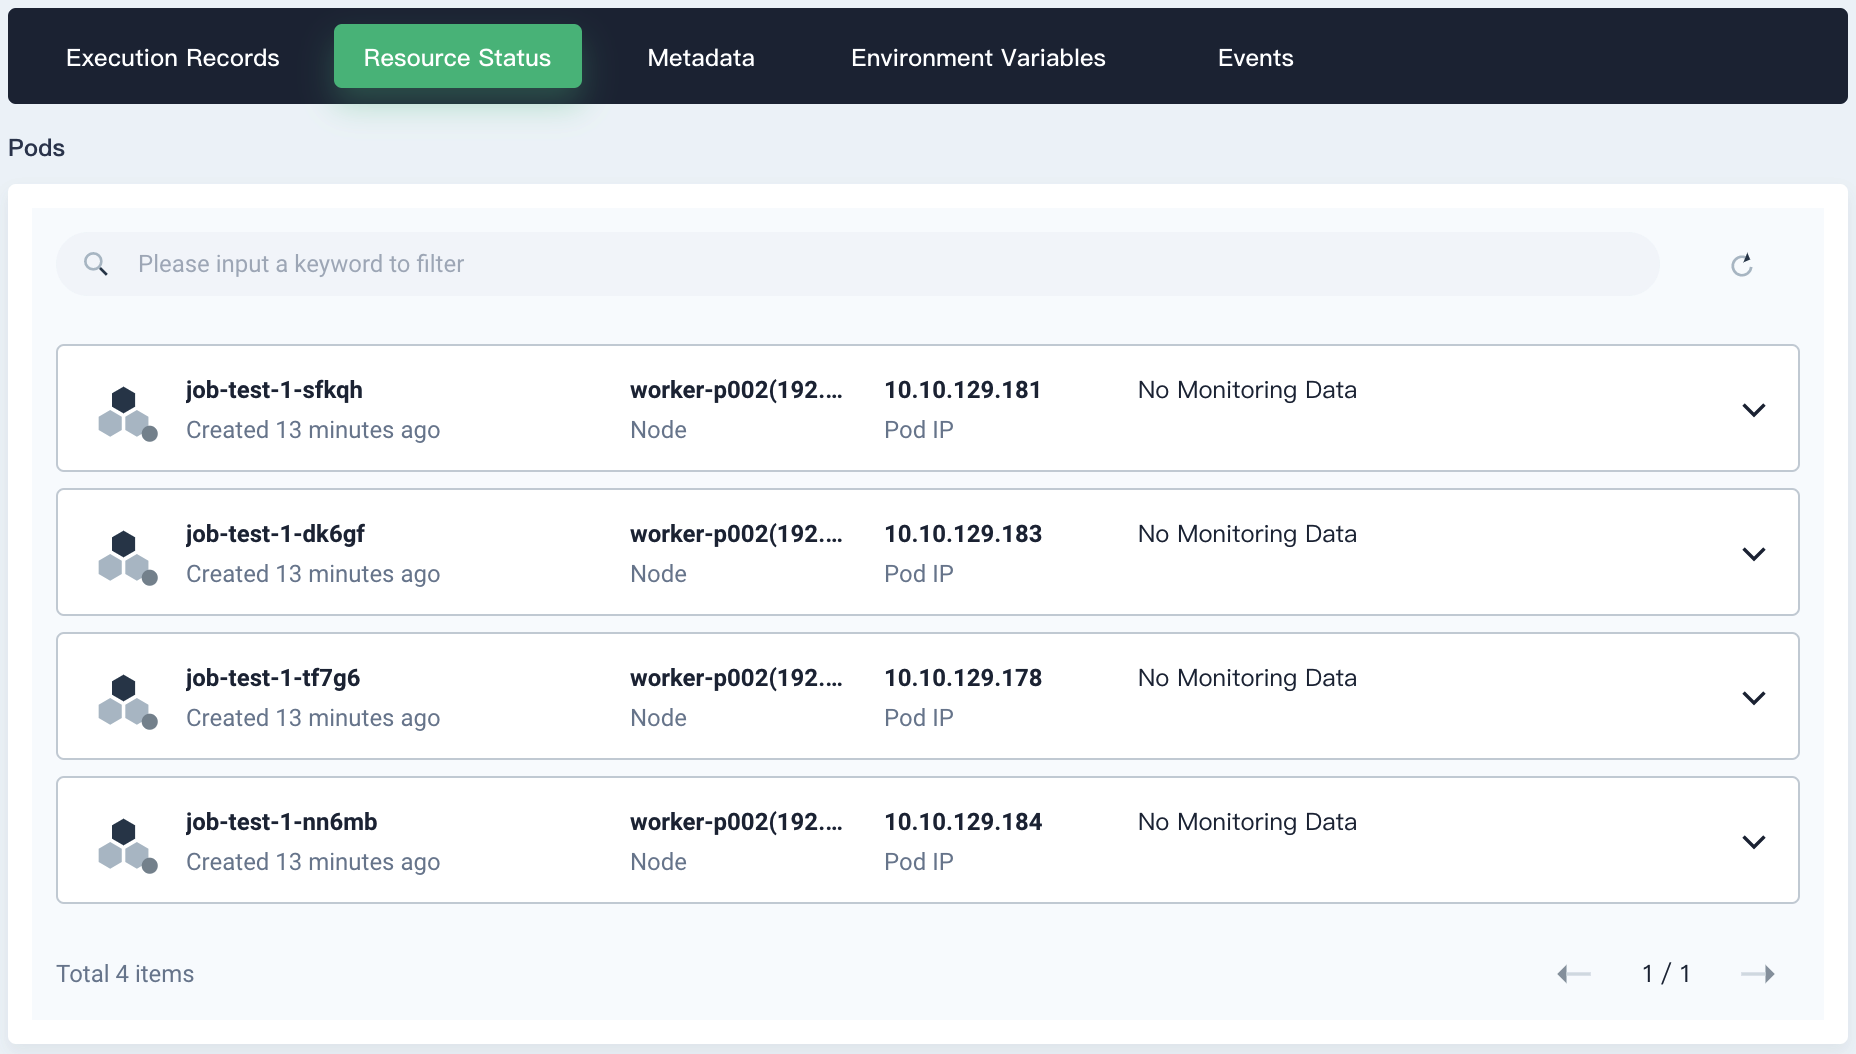 Execution Records Resource Status Metadata Environment Variables Events
Pods
Please input a keyword to filter
job-test-1-sfkqh worker-p002(192.... 10.10.129.181 No Monitoring Data
Created 13 minutes ago Node Pod IP
job-test-1-dk6gf worker-p002(192.... 10.10.129.183 No Monitoring Data
Created 13 minutes ago Node Pod IP
job-test-1-tf7g6 worker-p002(192.... 10.10.129.178 No Monitoring Data
Created 13 minutes ago Node Pod IP
job-test-1-nn6mb worker-p002(192.... 10.10.129.184 No Monitoring Data
Created 13 minutes ago Node Pod IP
Total 4 items 1 / 1